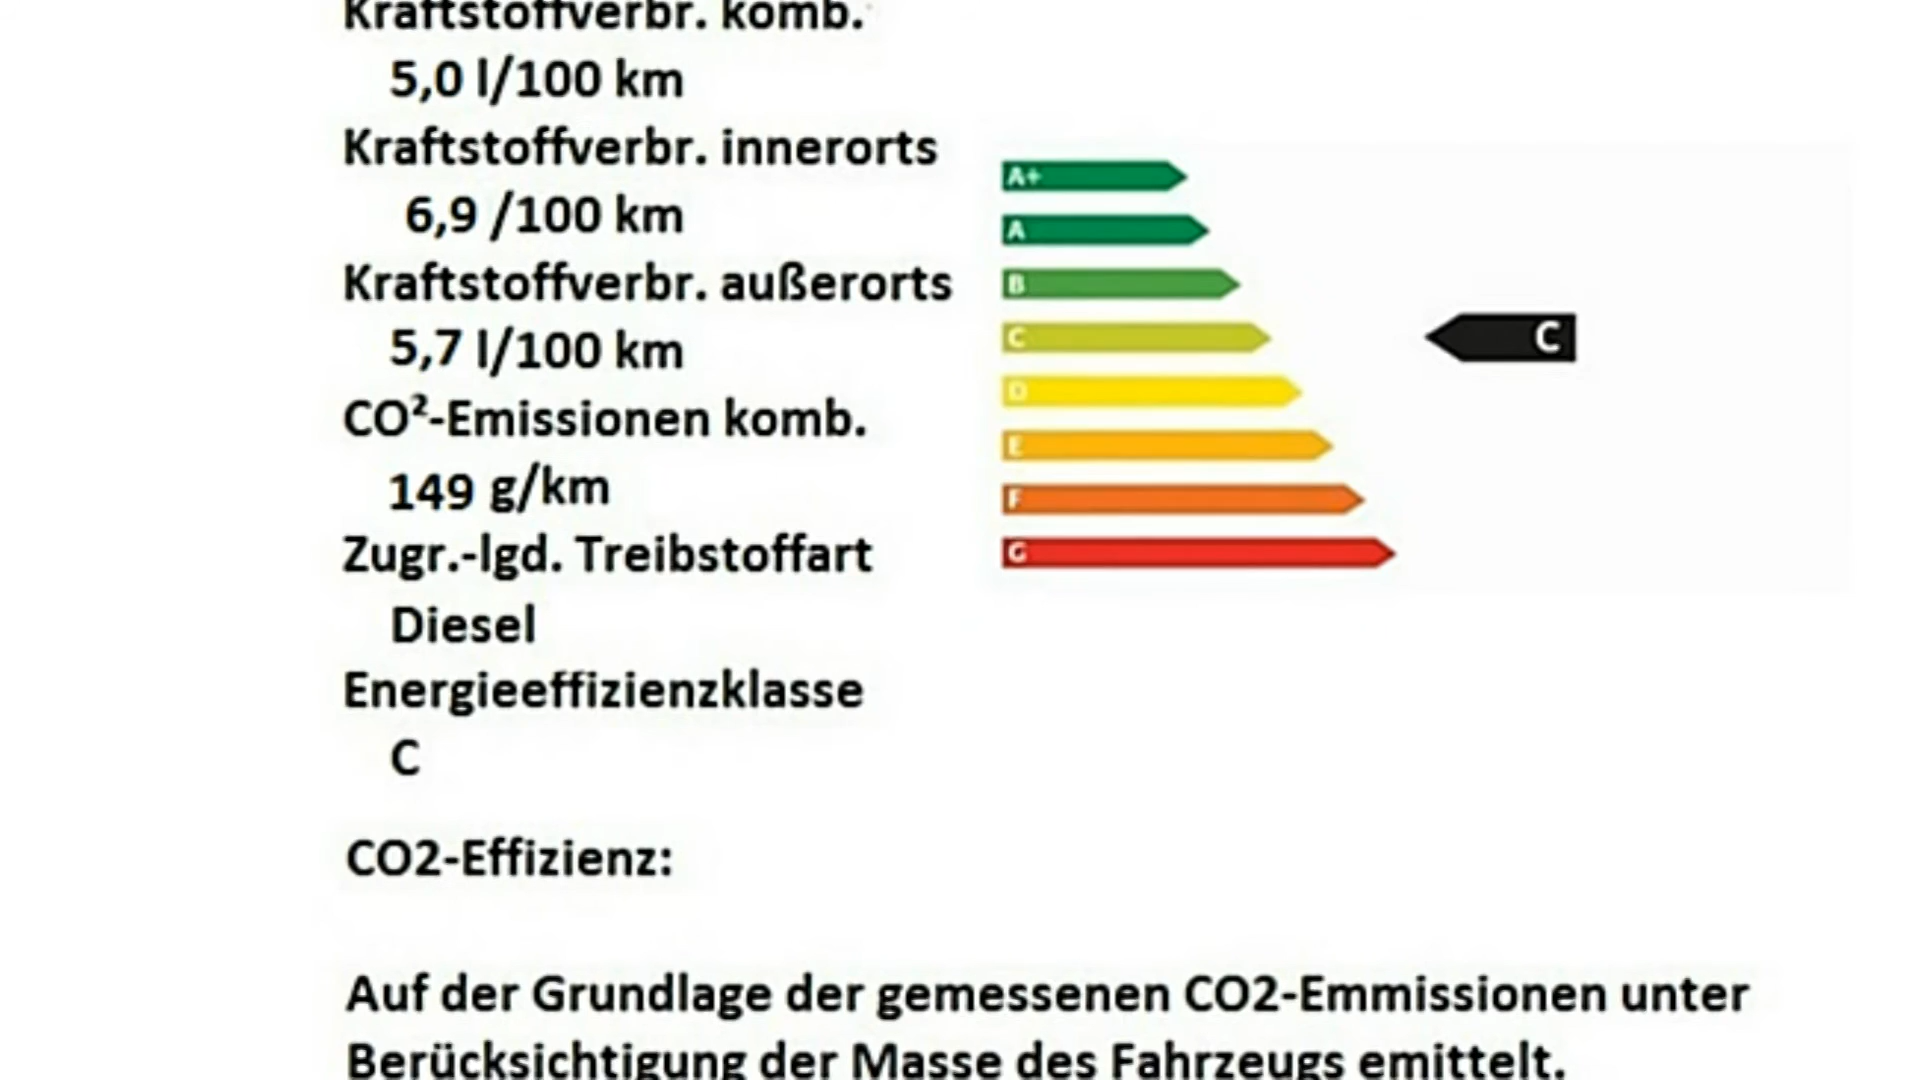 Kraftstoffverbr. komb.
5,0 l/100 km
Kraftstoffverbr. innerorts
6,9 /100 km
Kraftstoffverbr. außerorts
5,7 l/100 km
CO²-Emissionen komb.
149 g/km
Zugr.-lgd. Treibstoffart
Diesel
Energieeffizienzklasse
C
A+
A
B
C
C
D
E
F
G
CO2-Effizienz:
Auf der Grundlage der gemessenen CO2-Emmissionen unter
Berücksichtigung der Masse des Fahrzeugs emittelt.